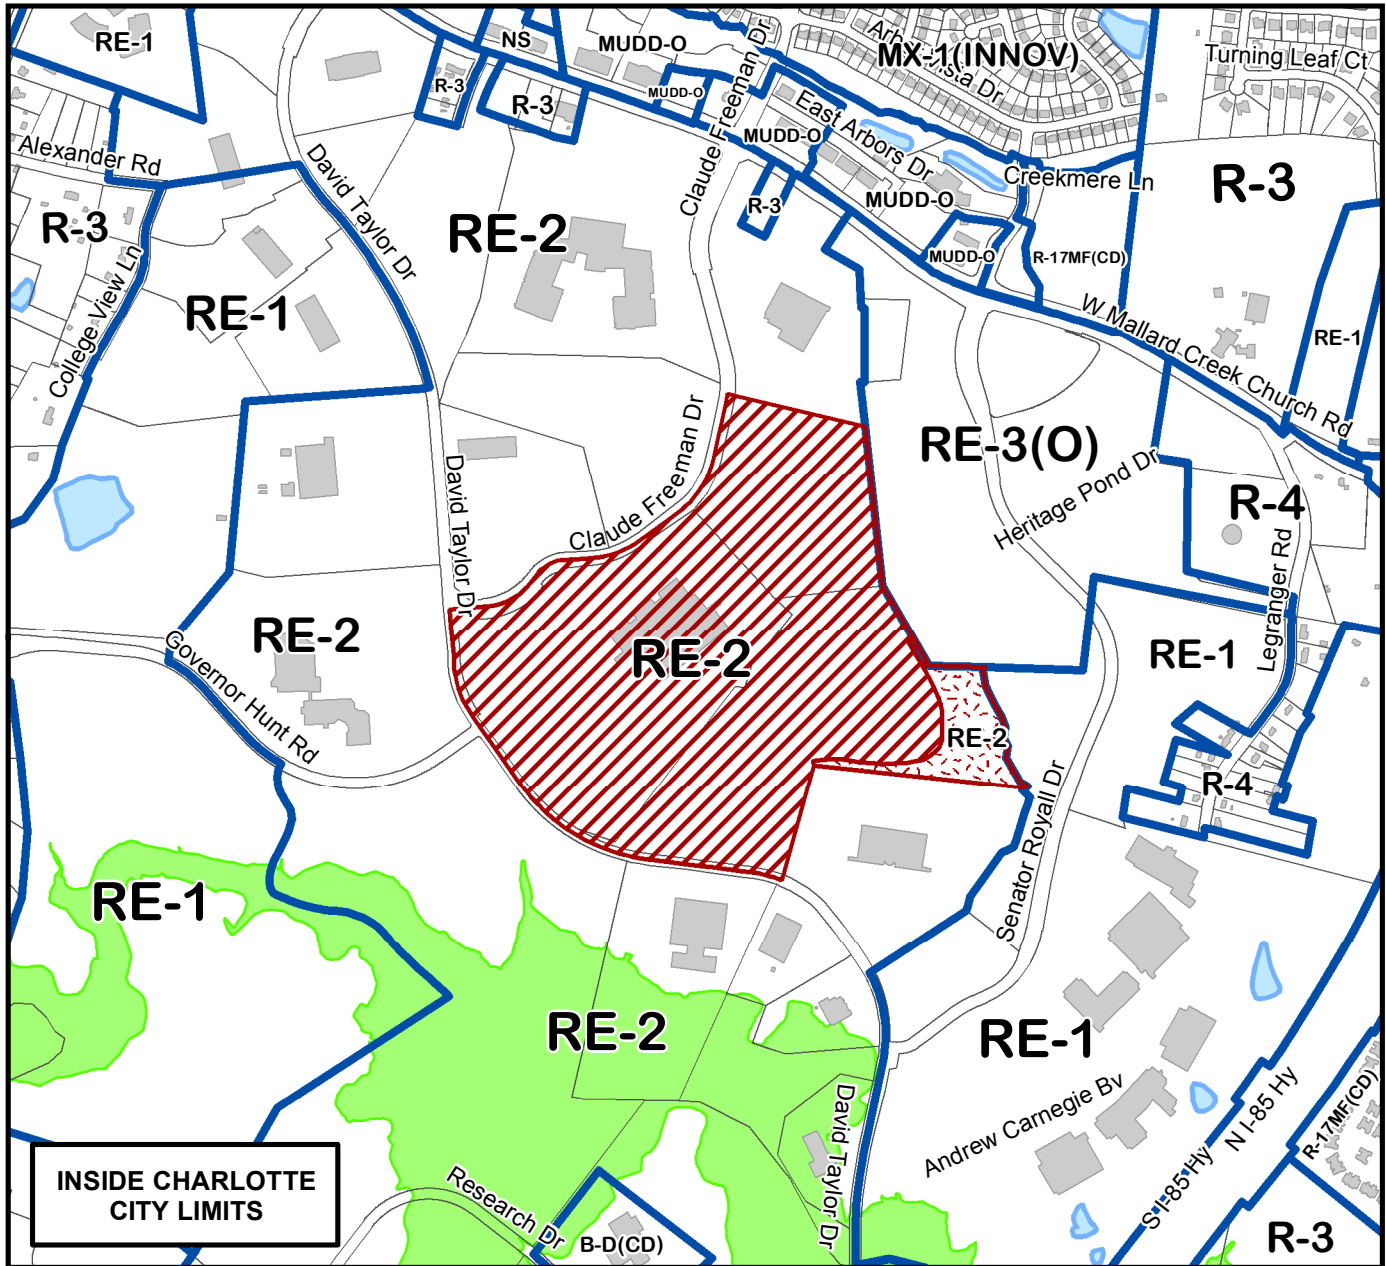 RE-1
NS
MUDD-O
MX-1(INNOV)
Turning Leaf Ct
R-3
R-3
MUDD-O
Claude Freeman Dr
East Arbors Dr
MUDD-O
Alexander Rd
David Taylor Dr
Creekmere Ln
R-3
R-3
RE-2
R-3
MUDD-O
MUDD-O
R-17MF(CD)
College View Ln
RE-1
W Mallard Creek Church Rd
RE-1
Claude Freeman Dr
RE-3(O)
Heritage Pond Dr
R-4
David Taylor Dr
Legranger Rd
RE-2
RE-2
RE-1
Governor Hunt Rd
RE-2
R-4
Senator Royall Dr
RE-1
RE-2
RE-1
Andrew Carnegie Bv
David Taylor Dr
N I-85 Hy
S I-85 Hy
R-17MF(CD)
INSIDE CHARLOTTE
CITY LIMITS
Research Dr
B-D(CD)
R-3